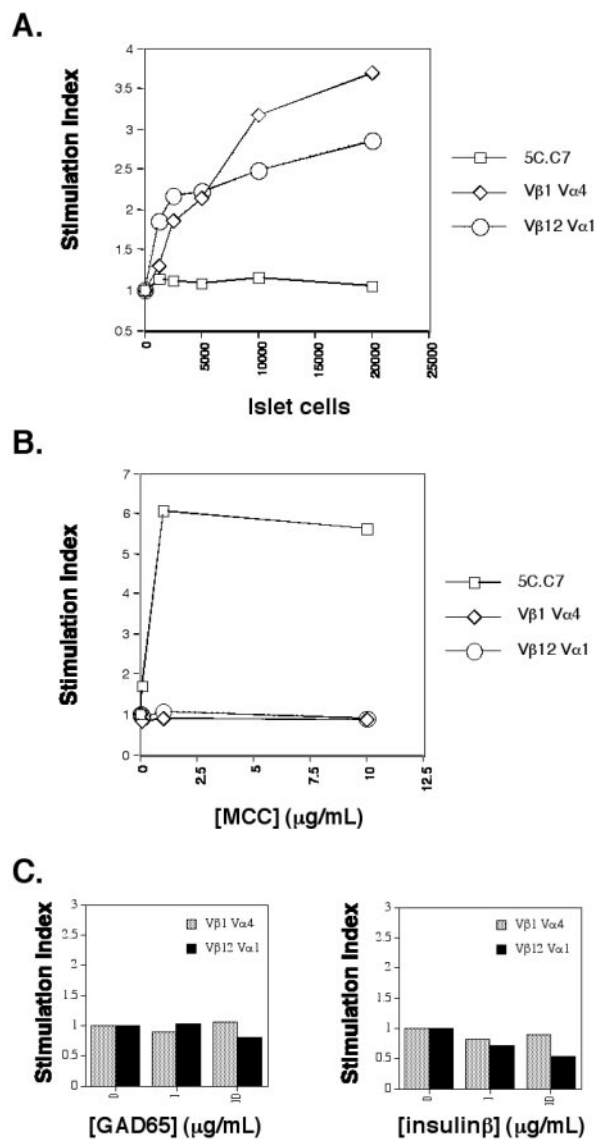 A.
Stimulation Index
4
3.5
3
2.5
2
1.5
1
0.5
0
5000
10000
15000
20000
25000
Islet cells
5C.C7
Vβ1 Vα4
Vβ12 Vα1
B.
Stimulation Index
7
6
5
4
3
2
1
0
0
2.5
5
7.5
10
12.5
[MCC] (μg/mL)
5C.C7
Vβ1 Vα4
Vβ12 Vα1
C.
Stimulation Index
3
2.5
2
1.5
1
0.5
0
Vβ1 Vα4
Vβ12 Vα1
0
1
10
[GAD65] (μg/mL)
Stimulation Index
3
2.5
2
1.5
1
0.5
0
Vβ1 Vα4
Vβ12 Vα1
0
1
10
[insulinβ] (μg/mL)